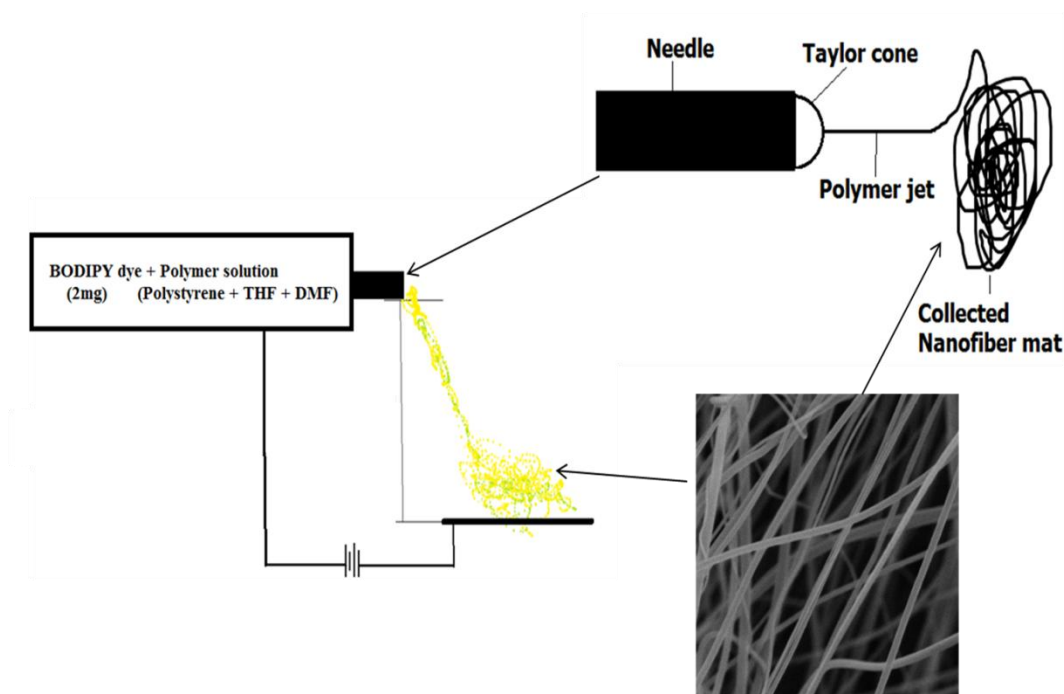 Needle
Taylor cone
Polymer jet
Collected
Nanofiber mat
BODIPY dye + Polymer solution
(2mg) (Polystyrene + THF + DMF)